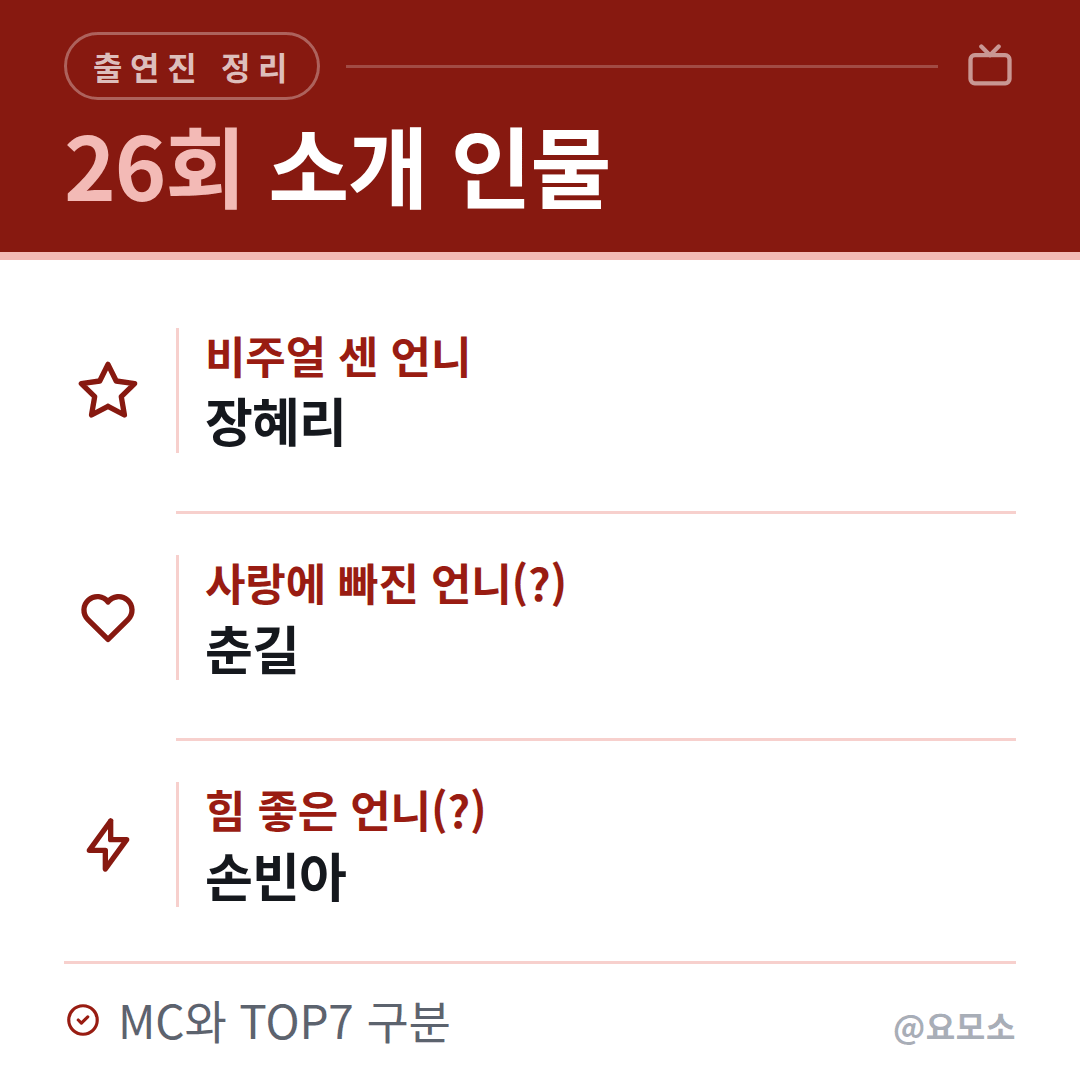 출연진 정리
26회 소개 인물
비주얼 센 언니
장혜리
사랑에 빠진 언니(?)
춘길
힘 좋은 언니(?)
손빈아
MC와 TOP7 구분
@요모소